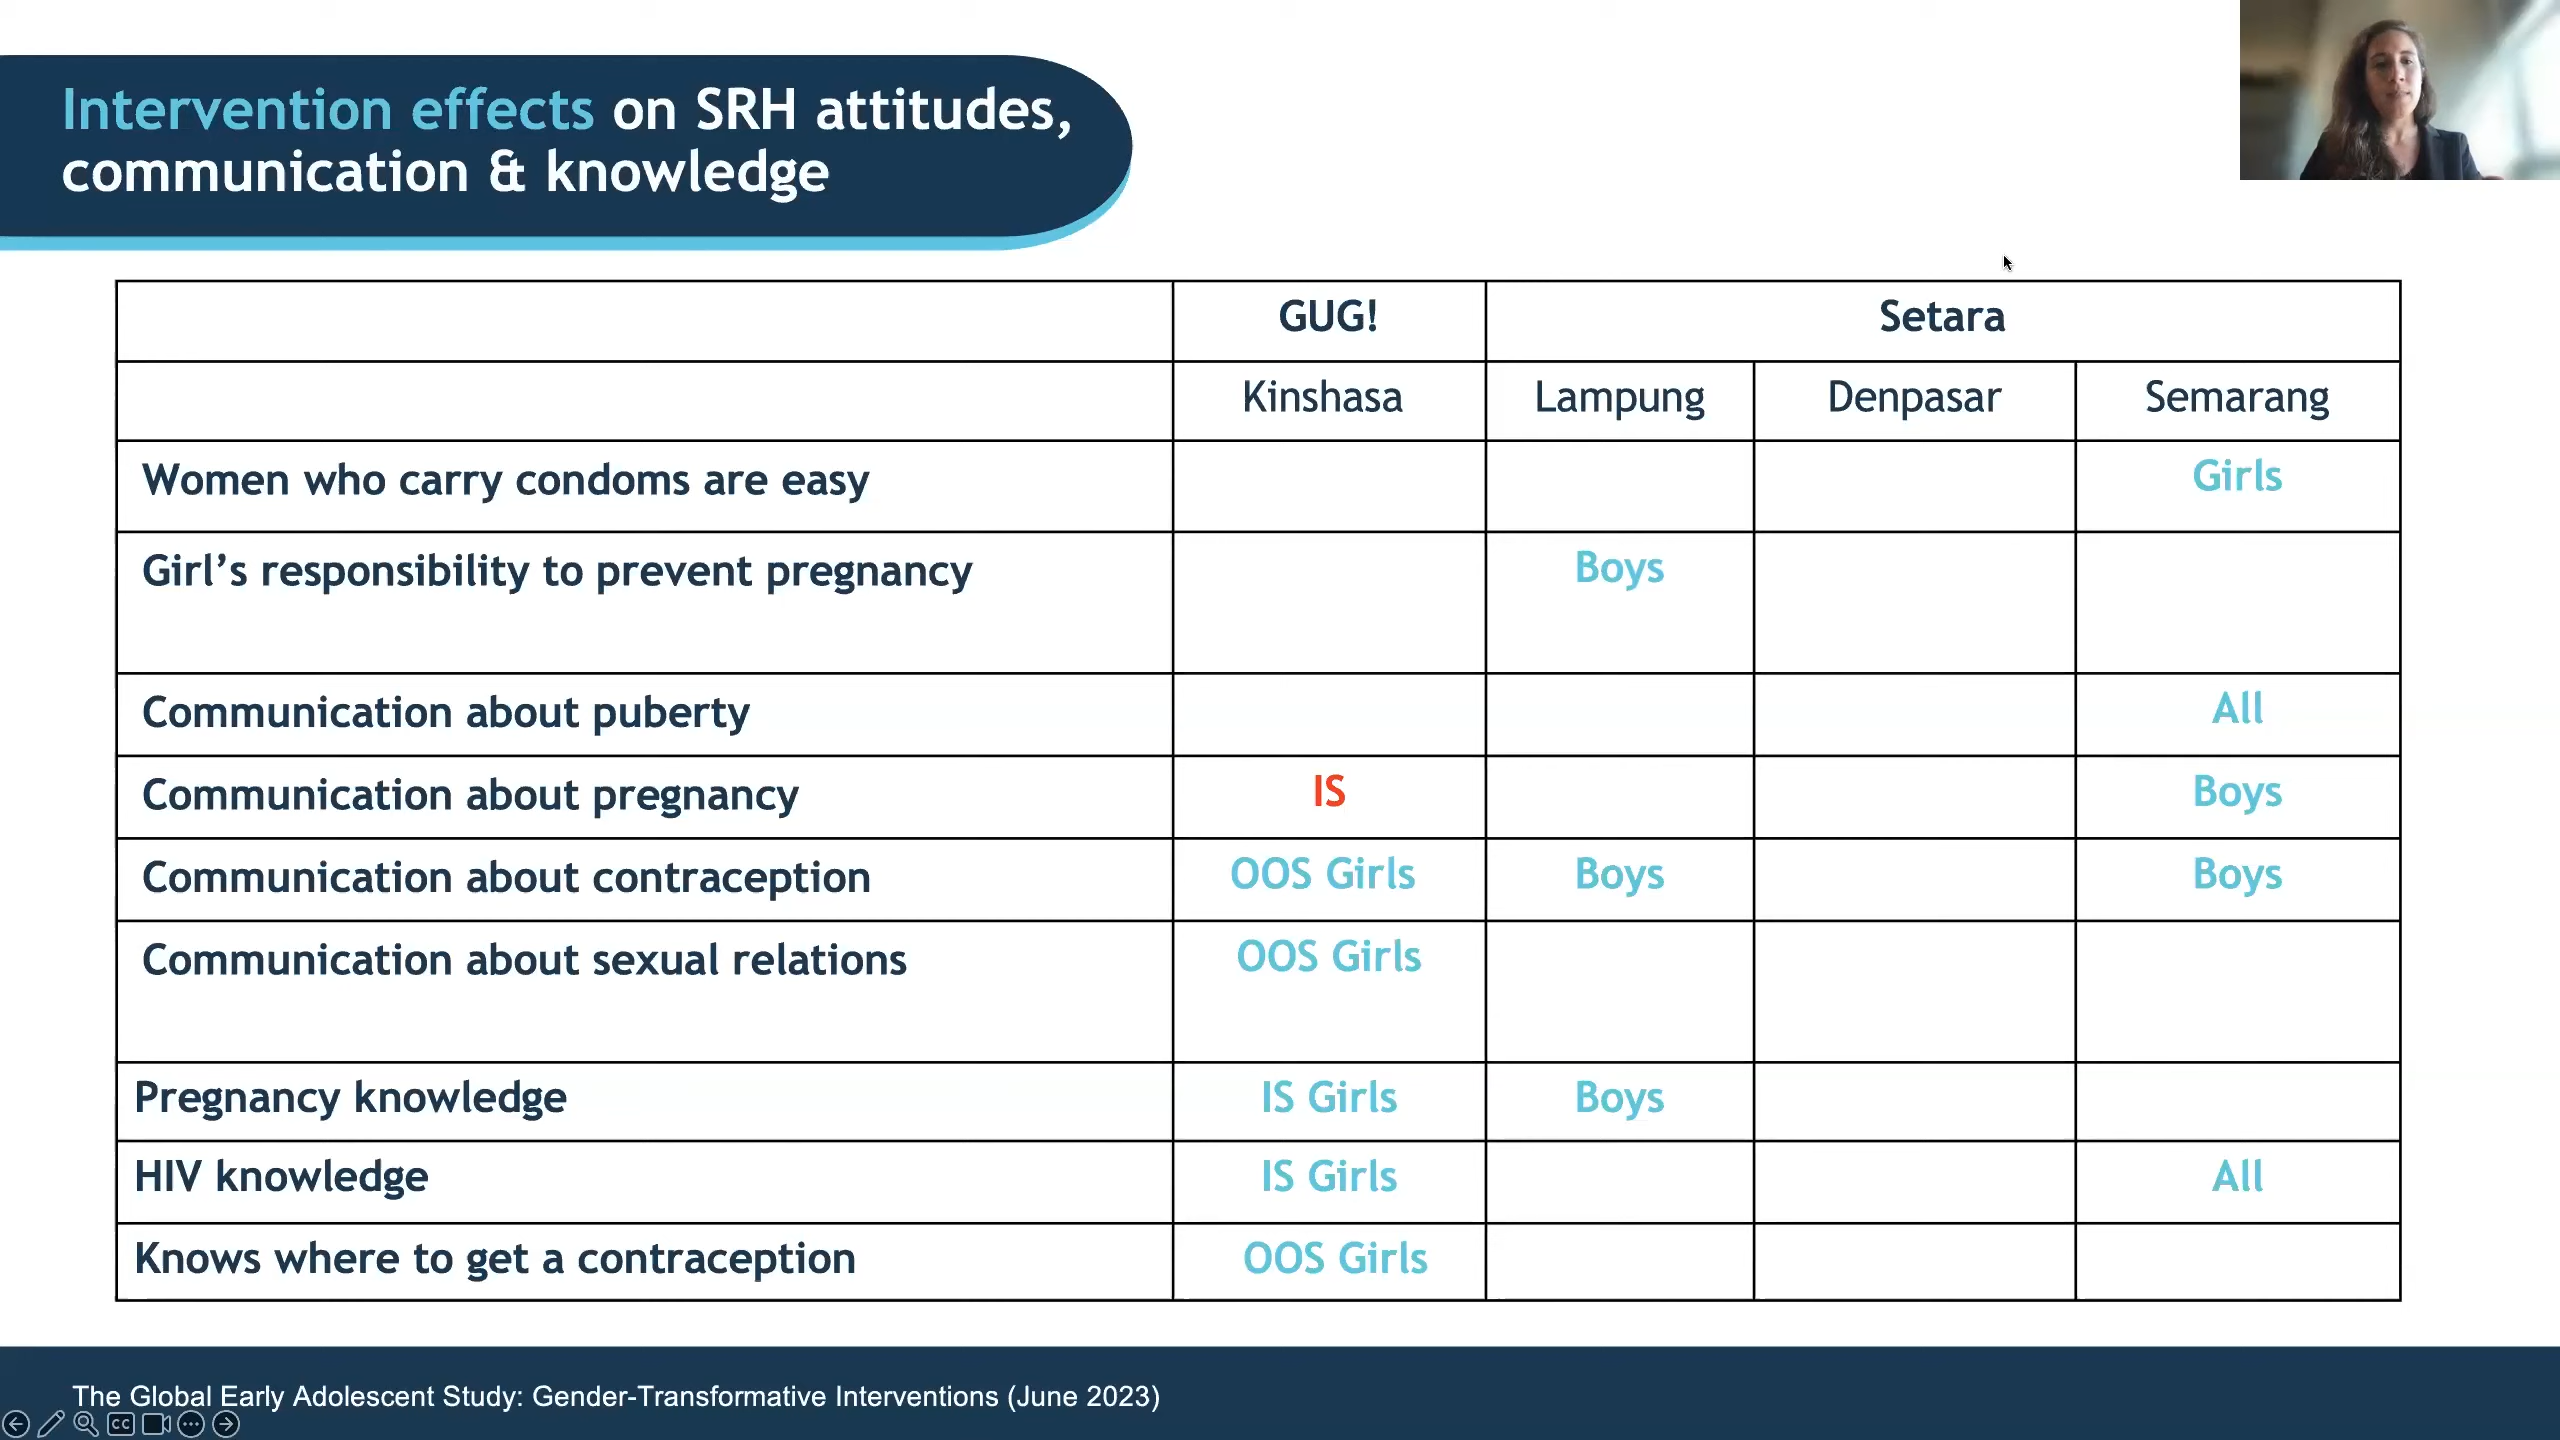 Intervention effects on SRH attitudes,
communication & knowledge
GUG! Setara
Kinshasa Lampung Denpasar Semarang
Women who carry condoms are easy Girls
Girl’s responsibility to prevent pregnancy Boys
Communication about puberty All
Communication about pregnancy IS Boys
Communication about contraception OOS Girls Boys Boys
Communication about sexual relations OOS Girls
Pregnancy knowledge IS Girls Boys
HIV knowledge IS Girls All
Knows where to get a contraception OOS Girls
The Global Early Adolescent Study: Gender-Transformative Interventions (June 2023)
CC